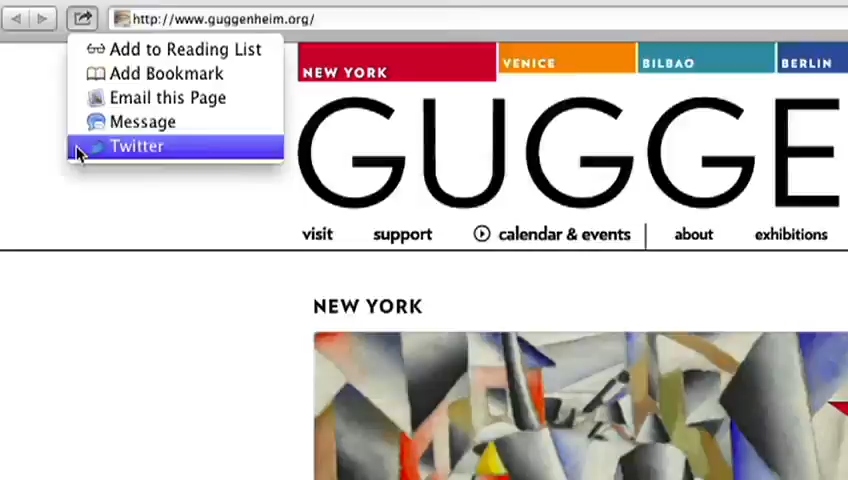 http://www.guggenheim.org/
Add to Reading List
Add Bookmark
Email this Page
Message
Twitter
NEW YORK
VENICE
BILBAO
BERLIN
GUGGE
visit
support
calendar & events
about
exhibitions
NEW YORK